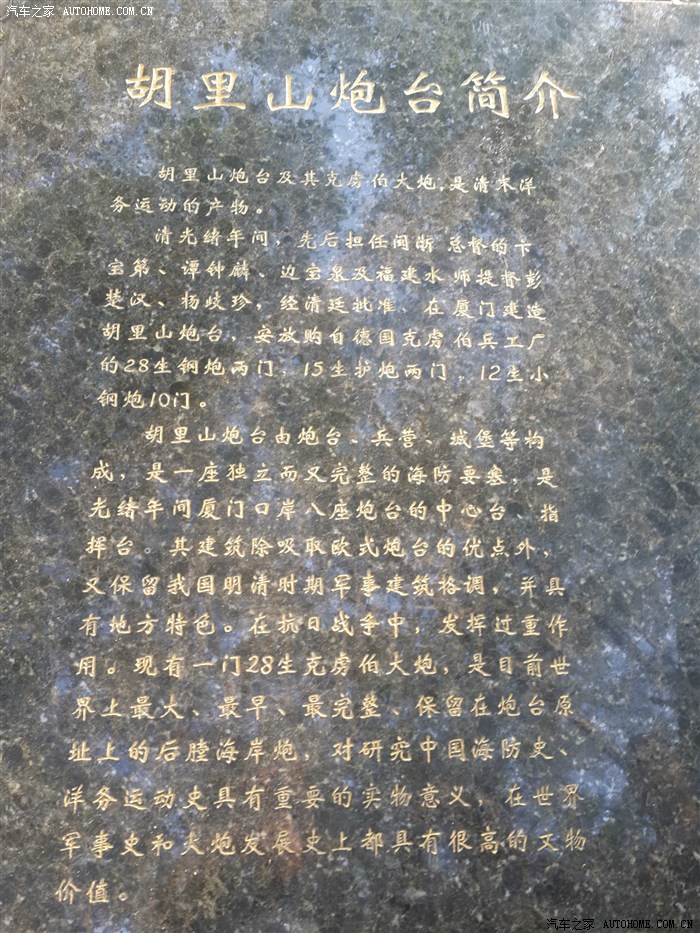 汽车之家 AUTOHOME.COM.CN
胡里山炮台简介
胡里山炮台及其克虏伯大炮,是清末洋
务运动的产物。
清光绪年间，先后担任闽浙总督的卞
宝第、谭钟麟、边宝泉及福建水师提督彭
楚汉、杨岐珍，经清廷批准、在厦门建造
胡里山炮台，安放购自德国克虏伯兵工厂
的28生钢炮两门、15生护炮两门、12生小
钢炮10门。
胡里山炮台由炮台、兵营、城堡等构
成，是一座独立而又完整的海防要塞，是
光绪年间厦门口岸八座炮台的中心台、指
挥台。其建筑除吸取欧式炮台的优点外，
又保留我国明清时期军事建筑格调，并具
有地方特色。在抗日战争中，发挥过重作
用。现有一门28生克虏伯大炮，是目前世
界上最大、最早、最完整、保留在炮台原
址上的后膛海岸炮，对研究中国海防史、
洋务运动史具有重要的实物意义，在世界
军事史和火炮发展史上都具有很高的文物
价值。
汽车之家 AUTOHOME.COM.CN